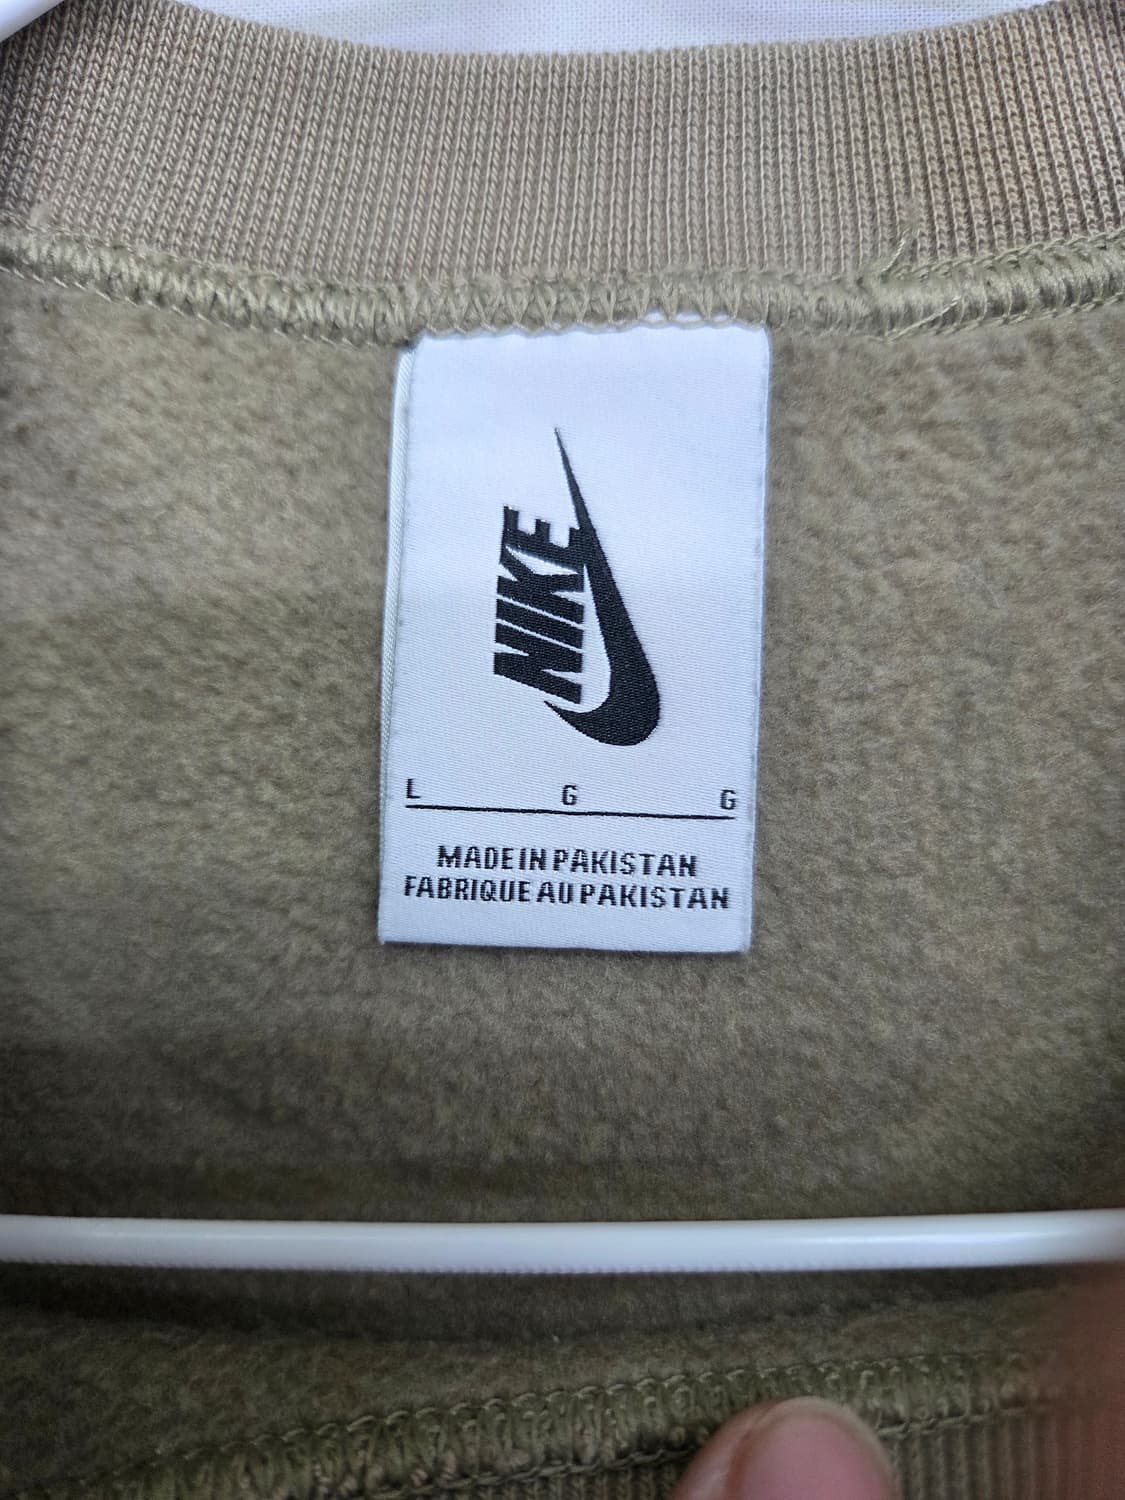 NIKE
L G G
MADE IN PAKISTAN
FABRIQUE AU PAKISTAN